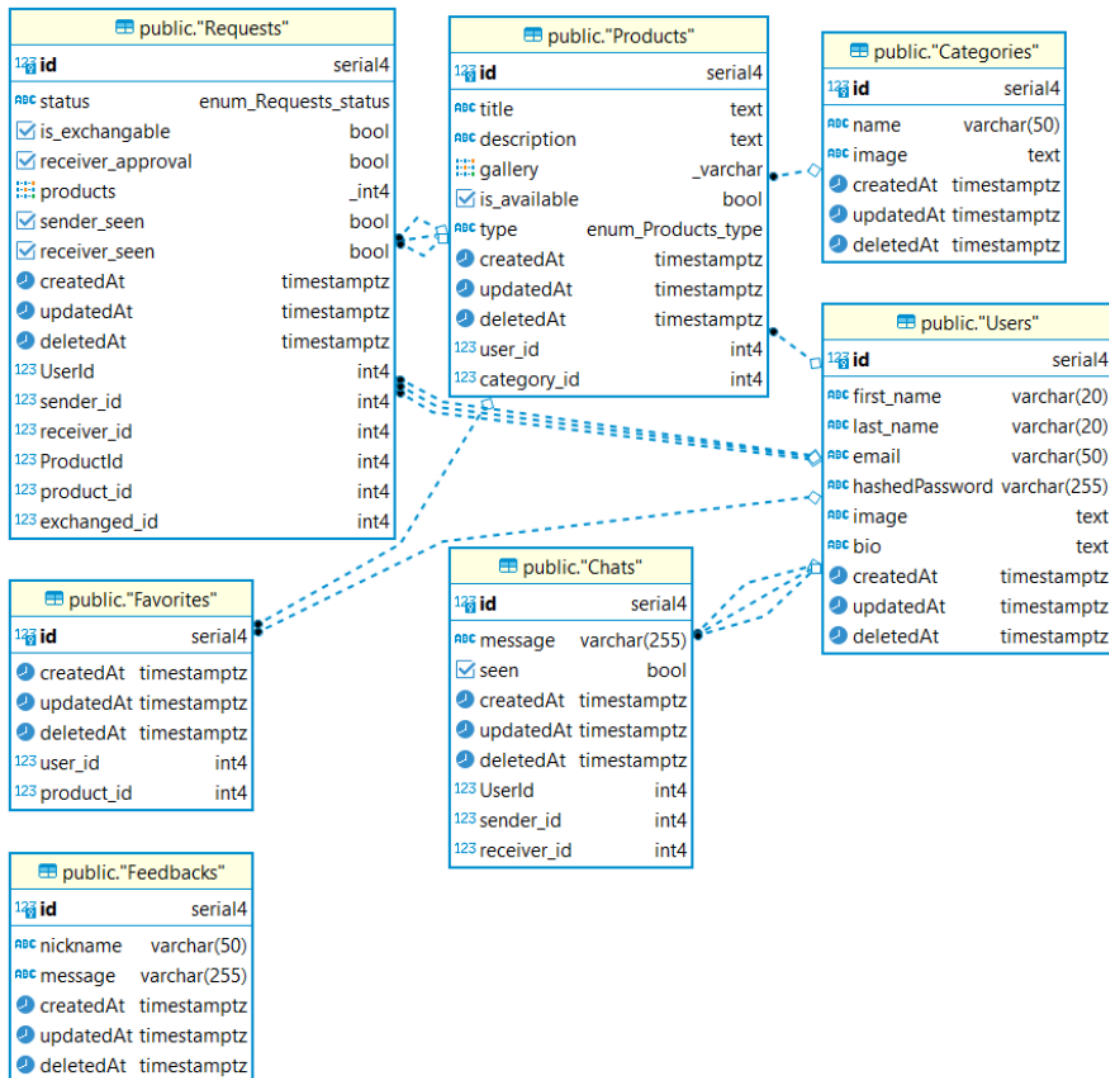 public."Requests"
id serial4
status enum_Requests_status
is_exchangable bool
receiver_approval bool
products _int4
sender_seen bool
receiver_seen bool
createdAt timestamptz
updatedAt timestamptz
deletedAt timestamptz
UserId int4
sender_id int4
receiver_id int4
ProductId int4
product_id int4
exchanged_id int4
public."Products"
id serial4
title text
description text
gallery _varchar
is_available bool
type enum_Products_type
createdAt timestamptz
updatedAt timestamptz
deletedAt timestamptz
user_id int4
category_id int4
public."Categories"
id serial4
name varchar(50)
image text
createdAt timestamptz
updatedAt timestamptz
deletedAt timestamptz
public."Users"
id serial4
first_name varchar(20)
last_name varchar(20)
email varchar(50)
hashedPassword varchar(255)
image text
bio text
createdAt timestamptz
updatedAt timestamptz
deletedAt timestamptz
public."Favorites"
id serial4
createdAt timestamptz
updatedAt timestamptz
deletedAt timestamptz
user_id int4
product_id int4
public."Chats"
id serial4
message varchar(255)
seen bool
createdAt timestamptz
updatedAt timestamptz
deletedAt timestamptz
UserId int4
sender_id int4
receiver_id int4
public."Feedbacks"
id serial4
nickname varchar(50)
message varchar(255)
createdAt timestamptz
updatedAt timestamptz
deletedAt timestamptz